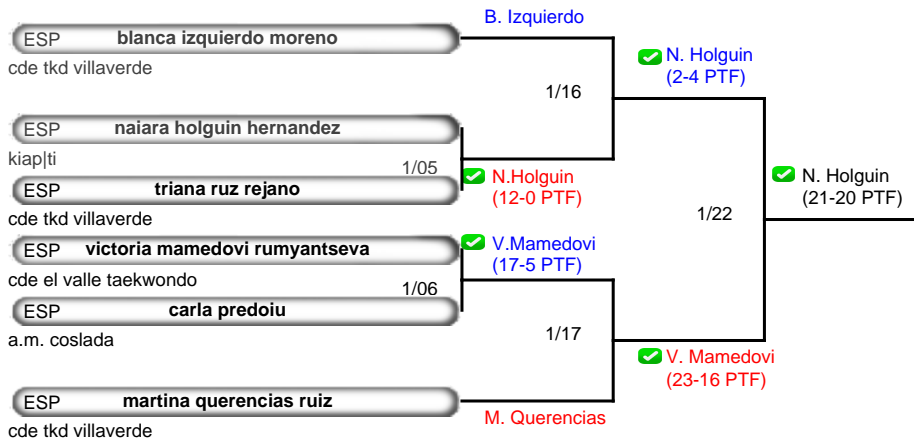 B. Izquierdo
ESP blanca izquierdo moreno
cde tkd villaverde
N. Holguin
(2-4 PTF)
1/16
ESP naiara holguin hernandez
kiap|ti
1/05
N.Holguin
(12-0 PTF)
ESP triana ruz rejano
cde tkd villaverde
N. Holguin
(21-20 PTF)
1/22
ESP victoria mamedovi rumyantseva
cde el valle taekwondo
V.Mamedovi
(17-5 PTF)
1/06
ESP carla predoiu
a.m. coslada
1/17
V. Mamedovi
(23-16 PTF)
ESP martina querencias ruiz
cde tkd villaverde
M. Querencias